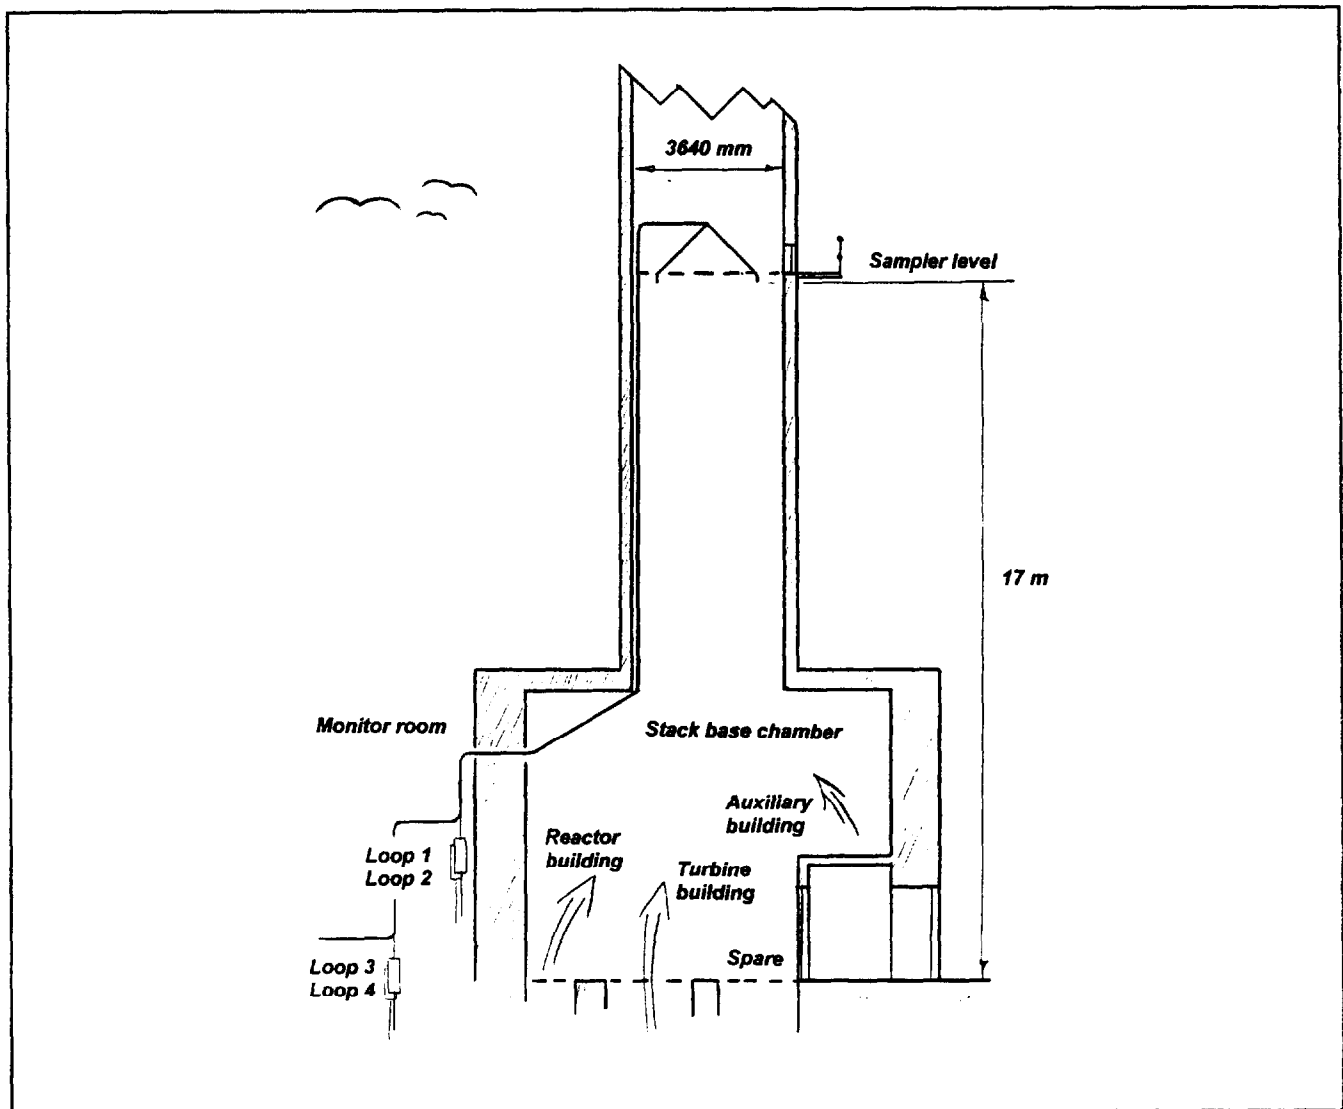 3640 mm
Sampler level
17 m
Monitor room
Stack base chamber
Auxiliary
building
Reactor
building
Loop 1
Loop 2
Turbine
building
Spare
Loop 3
Loop 4